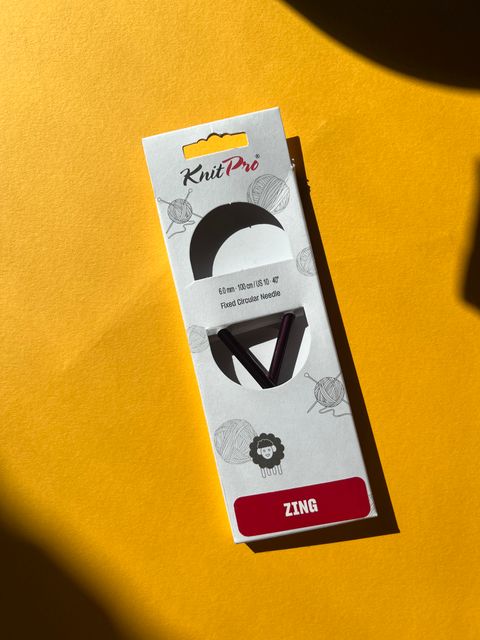 KnitPro®
6.0 mm - 100 cm / US 10 - 40"
Fixed Circular Needle
ZING